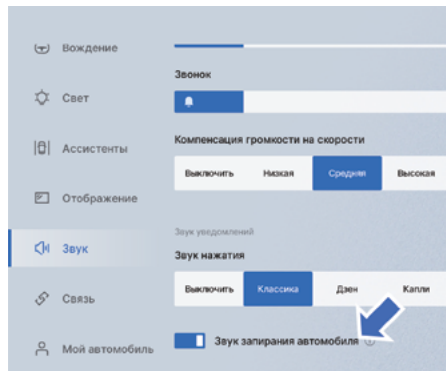 Вождение
Свет
Ассистенты
Отображение
Звук
Связь
Мой автомобиль
Звонок
Компенсация громкости на скорости
Выключить Низкая Средняя Высокая
Звук уведомлений
Звук нажатия
Выключить Классика Дзен Капли
Звук запирания автомобиля